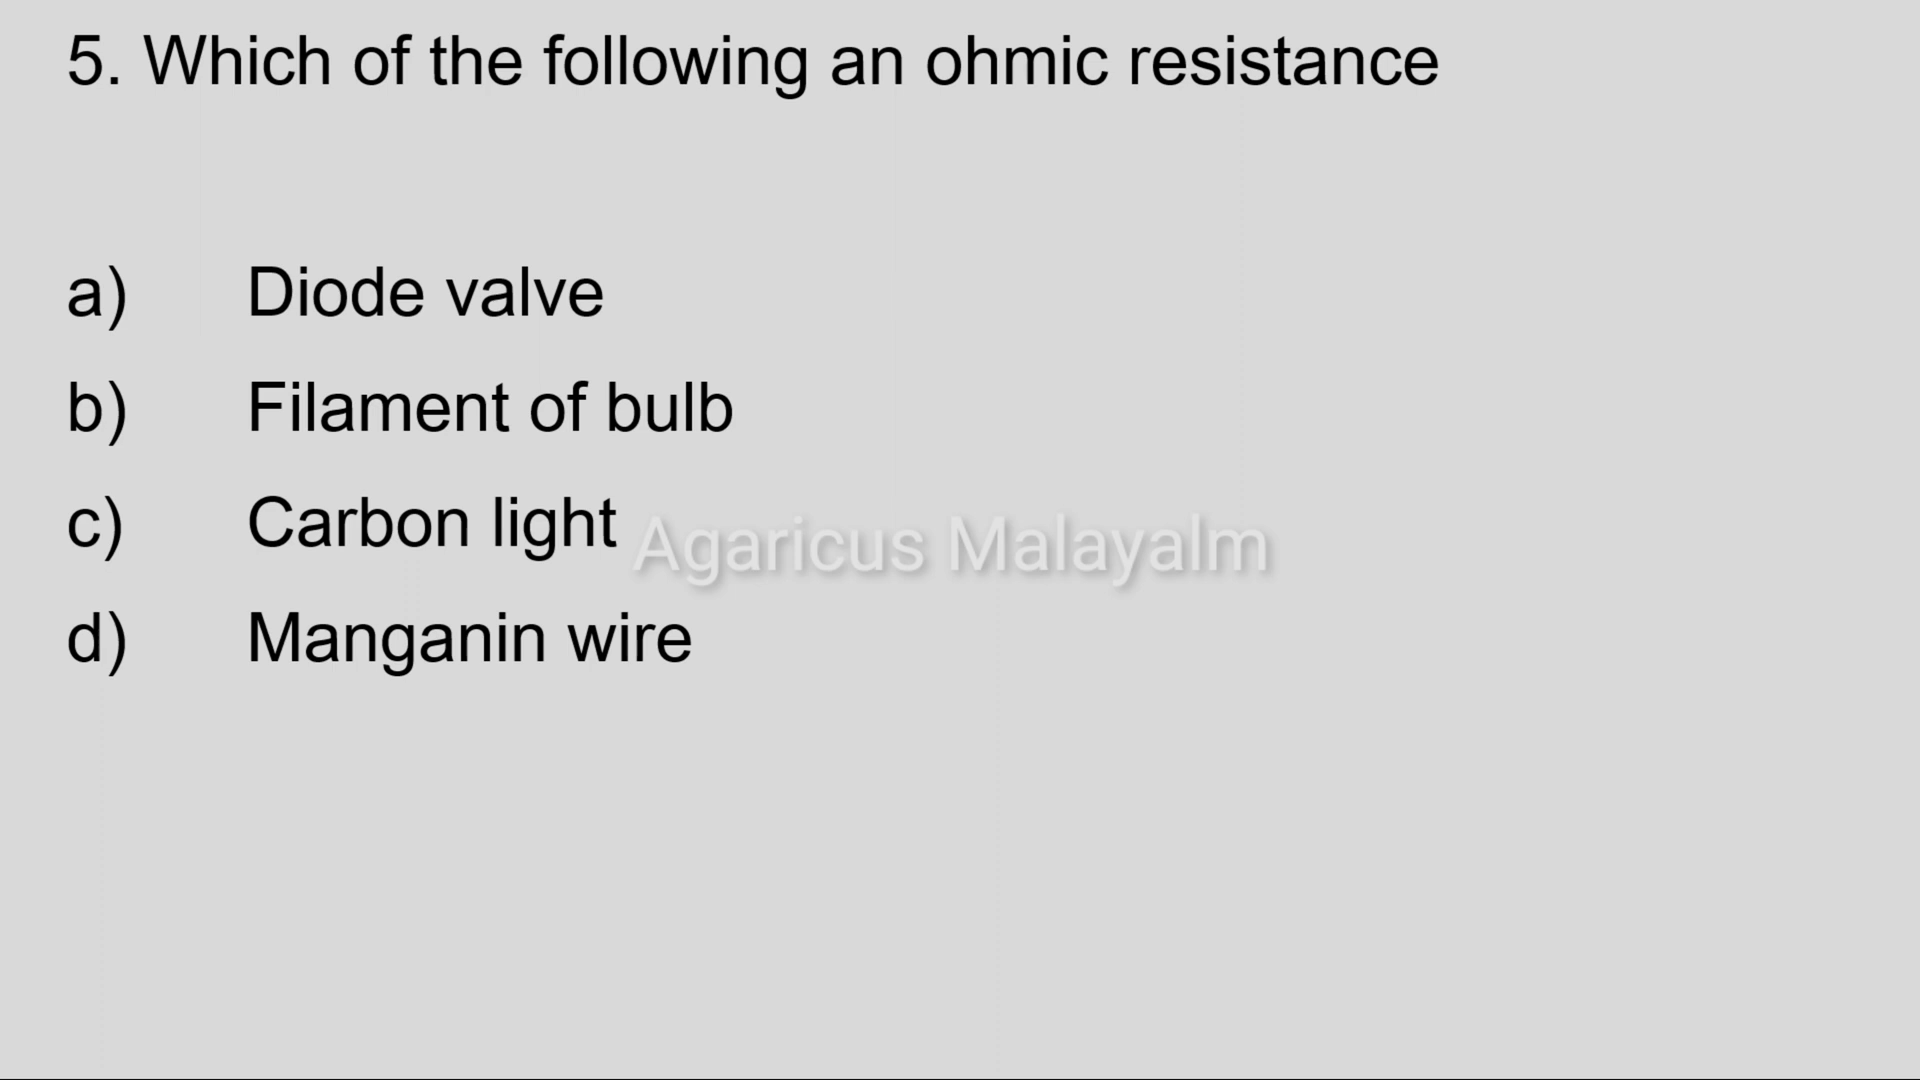 5. Which of the following an ohmic resistance
a) Diode valve
b) Filament of bulb
c) Carbon light
Agaricus Malayalm
d) Manganin wire